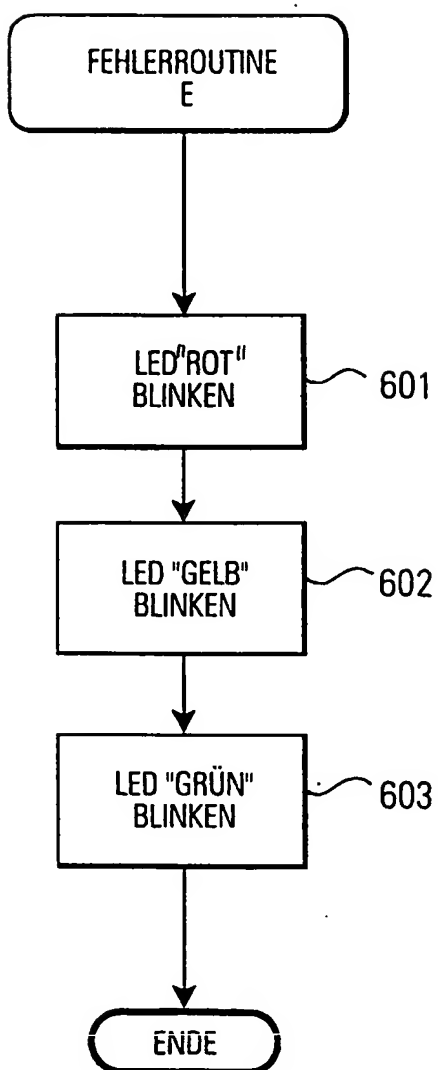 FEHLERROUTINE
E
LED "ROT"
BLINKEN
601
LED "GELB"
BLINKEN
602
LED "GRÜN"
BLINKEN
603
ENDE